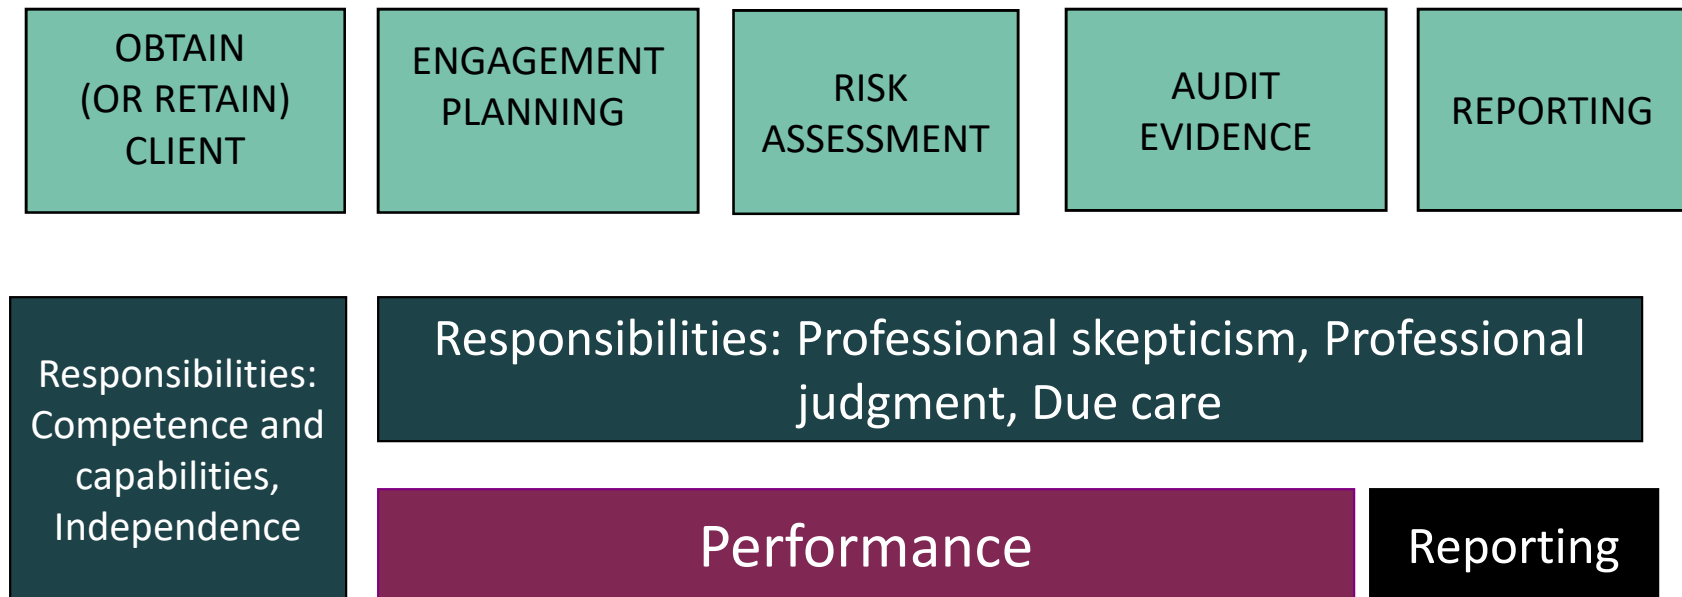 OBTAIN
(OR RETAIN)
CLIENT
ENGAGEMENT
PLANNING
RISK
ASSESSMENT
AUDIT
EVIDENCE
REPORTING
Responsibilities:
Competence and
capabilities,
Independence
Responsibilities: Professional skepticism, Professional
judgment, Due care
Performance
Reporting